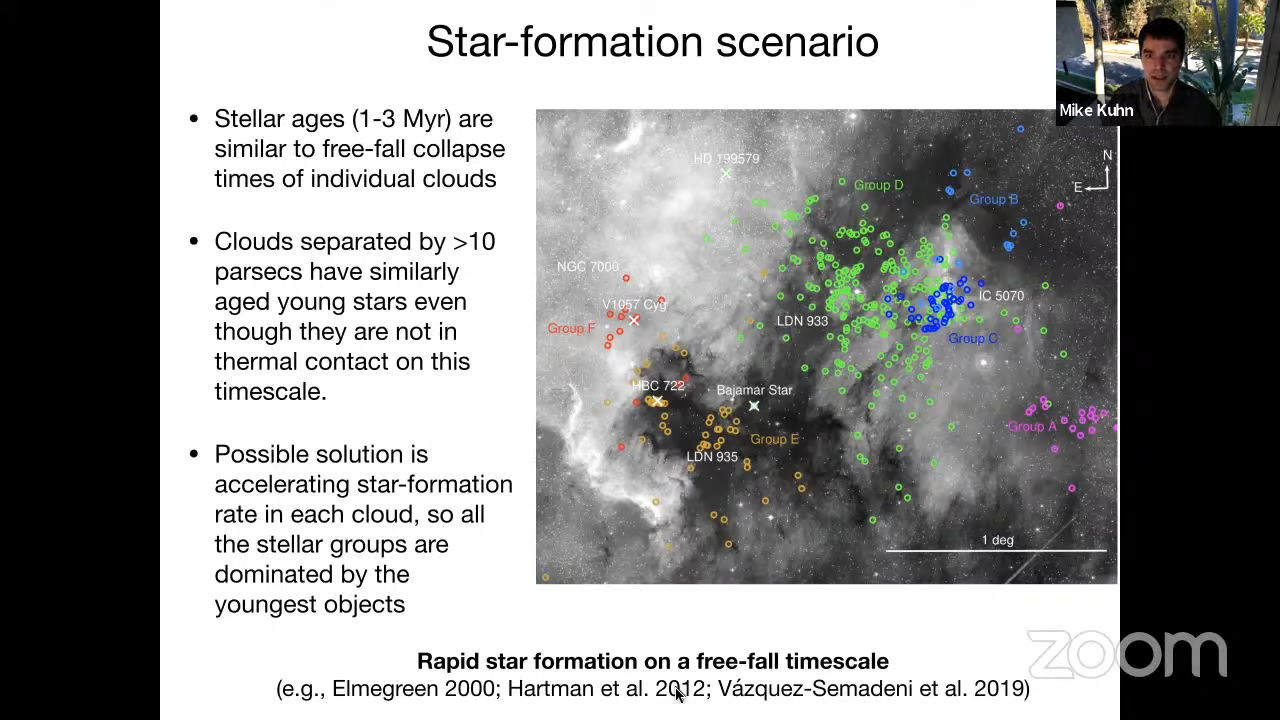 Star-formation scenario
Mike Kuhn
• Stellar ages (1-3 Myr) are
similar to free-fall collapse
times of individual clouds
• Clouds separated by >10
parsecs have similarly
aged young stars even
though they are not in
thermal contact on this
timescale.
• Possible solution is
accelerating star-formation
rate in each cloud, so all
the stellar groups are
dominated by the
youngest objects
HD 199579
N
E
Group D
Group B
NGC 7000
V1057 Cyg
IC 5070
LDN 933
Group F
Group C
HBC 722
Bajamar Star
Group A
Group E
LDN 935
1 deg
Rapid star formation on a free-fall timescale
(e.g., Elmegreen 2000; Hartman et al. 2012; Vázquez-Semadeni et al. 2019)
zoom